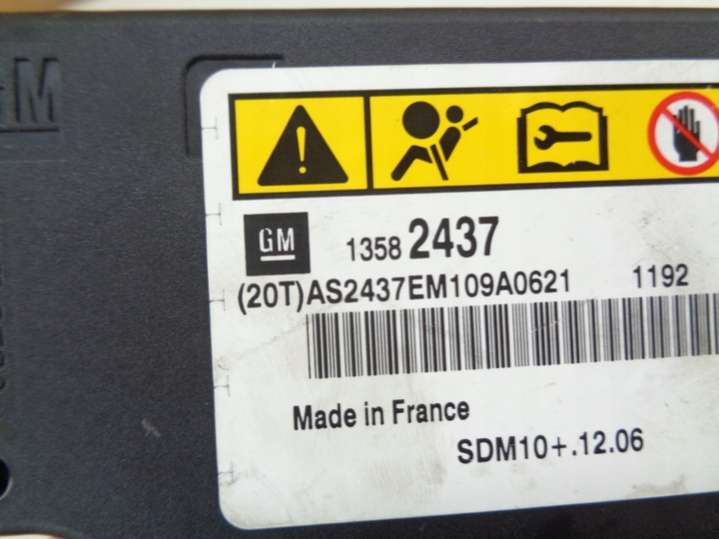 GM
GM
1358 2437
(20T)AS2437EM109A0621 1192
Made in France
SDM10+.12.06